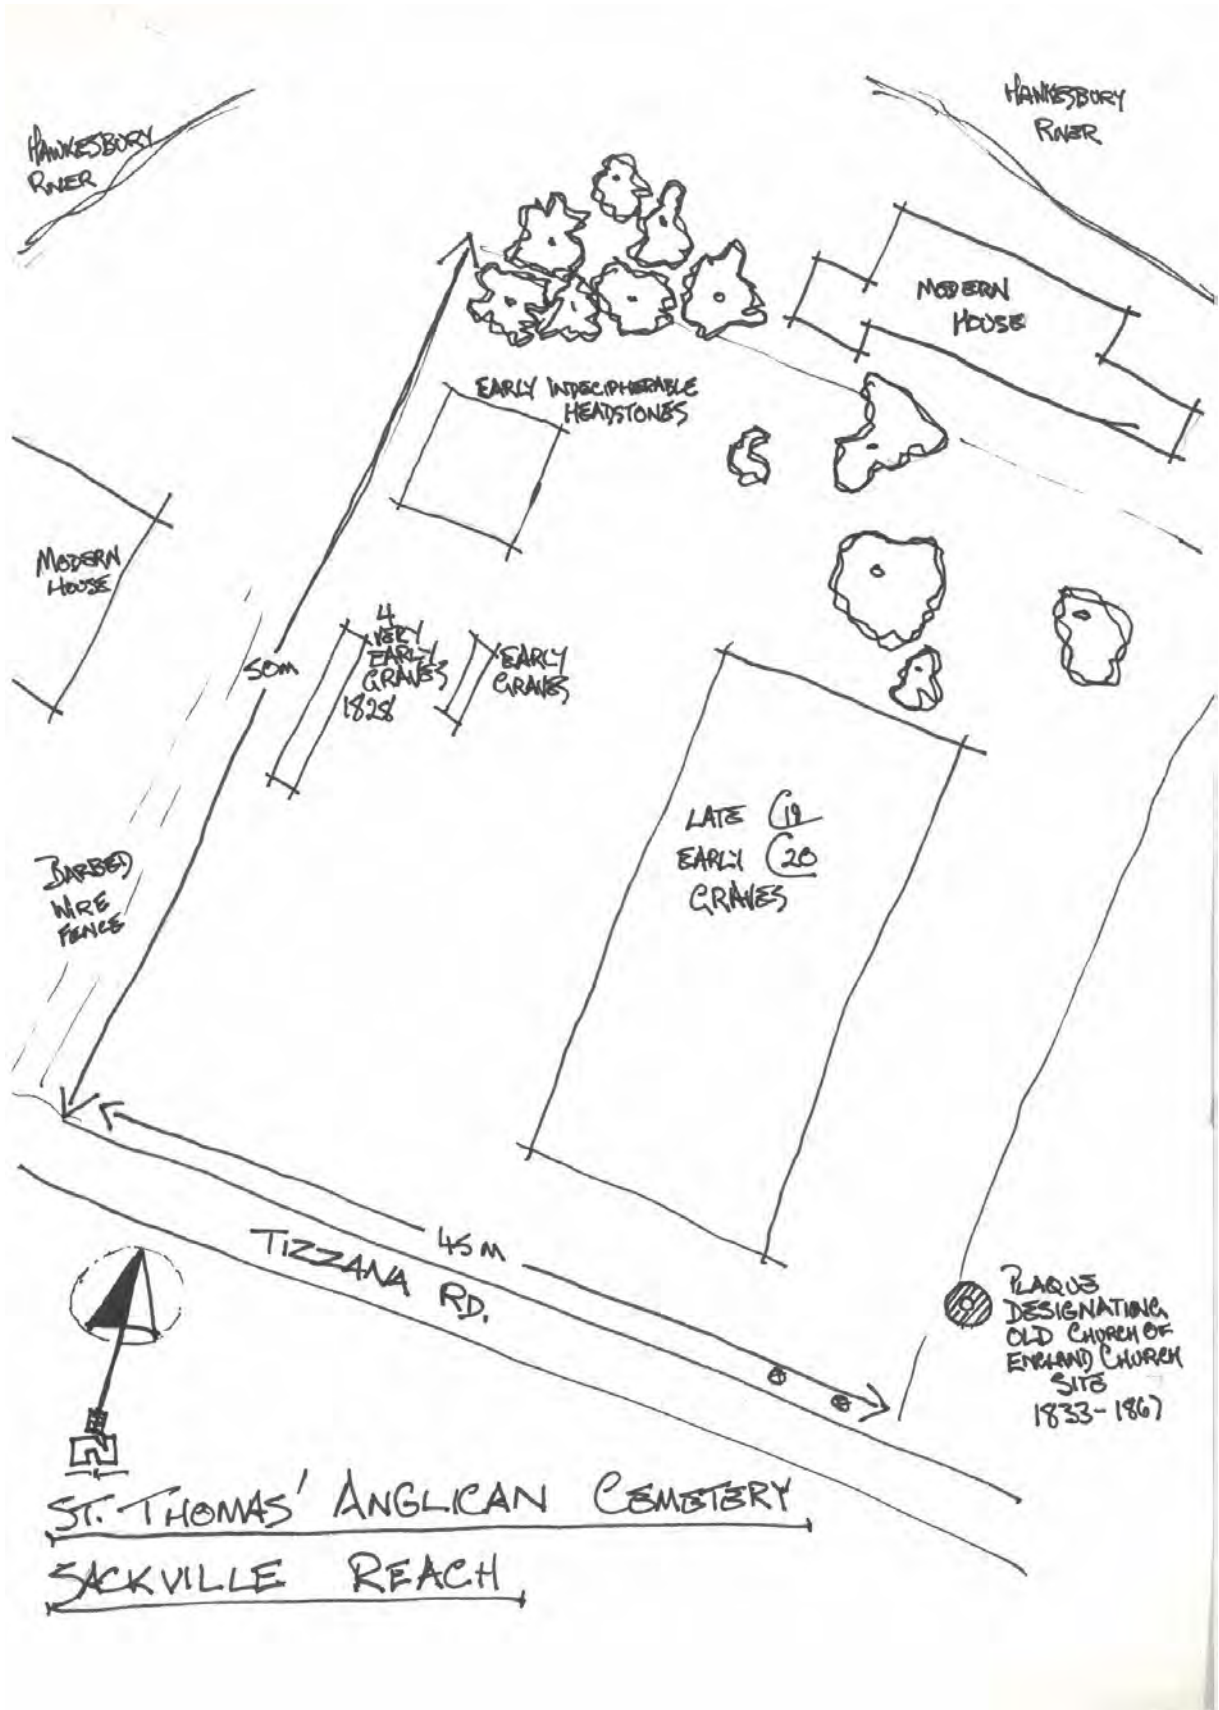 HAWKESBURY
RIVER
HAWKESBURY
RIVER
MODERN
HOUSE
EARLY INDECIPHERABLE
HEADSTONES
MODERN
HOUSE
50m
4
VERY
EARLY
GRAVES
1828
EARLY
GRAVES
LATE C19
EARLY C20
GRAVES
BARBED
WIRE
FENCE
45M
TIZZANA
RD.
PLAQUE
DESIGNATING
OLD CHURCH OF
ENGLAND CHURCH
SITE
1833-1867
ST. THOMAS' ANGLICAN CEMETERY
SACKVILLE REACH